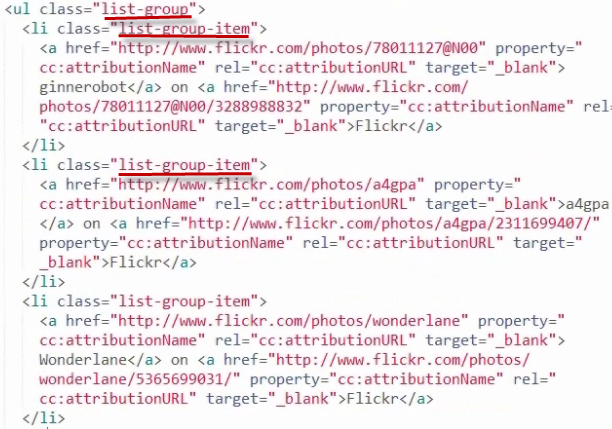 <ul class="list-group">
<li class="list-group-item">
<a href="http://www.flickr.com/photos/78011127@N00" property="
cc:attributionName" rel="cc:attributionURL" target="_blank">
ginnerobot</a> on <a href="http://www.flickr.com/
photos/78011127@N00/3288988832" property="cc:attributionName" rel=
"cc:attributionURL" target="_blank">Flickr</a>
</li>
<li class="list-group-item">
<a href="http://www.flickr.com/photos/a4gpa" property="
cc:attributionName" rel="cc:attributionURL" target="_blank">a4gpa
</a> on <a href="http://www.flickr.com/photos/a4gpa/2311699407/"
property="cc:attributionName" rel="cc:attributionURL" target="
_blank">Flickr</a>
</li>
<li class="list-group-item">
<a href="http://www.flickr.com/photos/wonderlane" property="
cc:attributionName" rel="cc:attributionURL" target="_blank">
Wonderlane</a> on <a href="http://www.flickr.com/photos/
wonderlane/5365699031/" property="cc:attributionName" rel="
cc:attributionURL" target="_blank">Flickr</a>
</li>